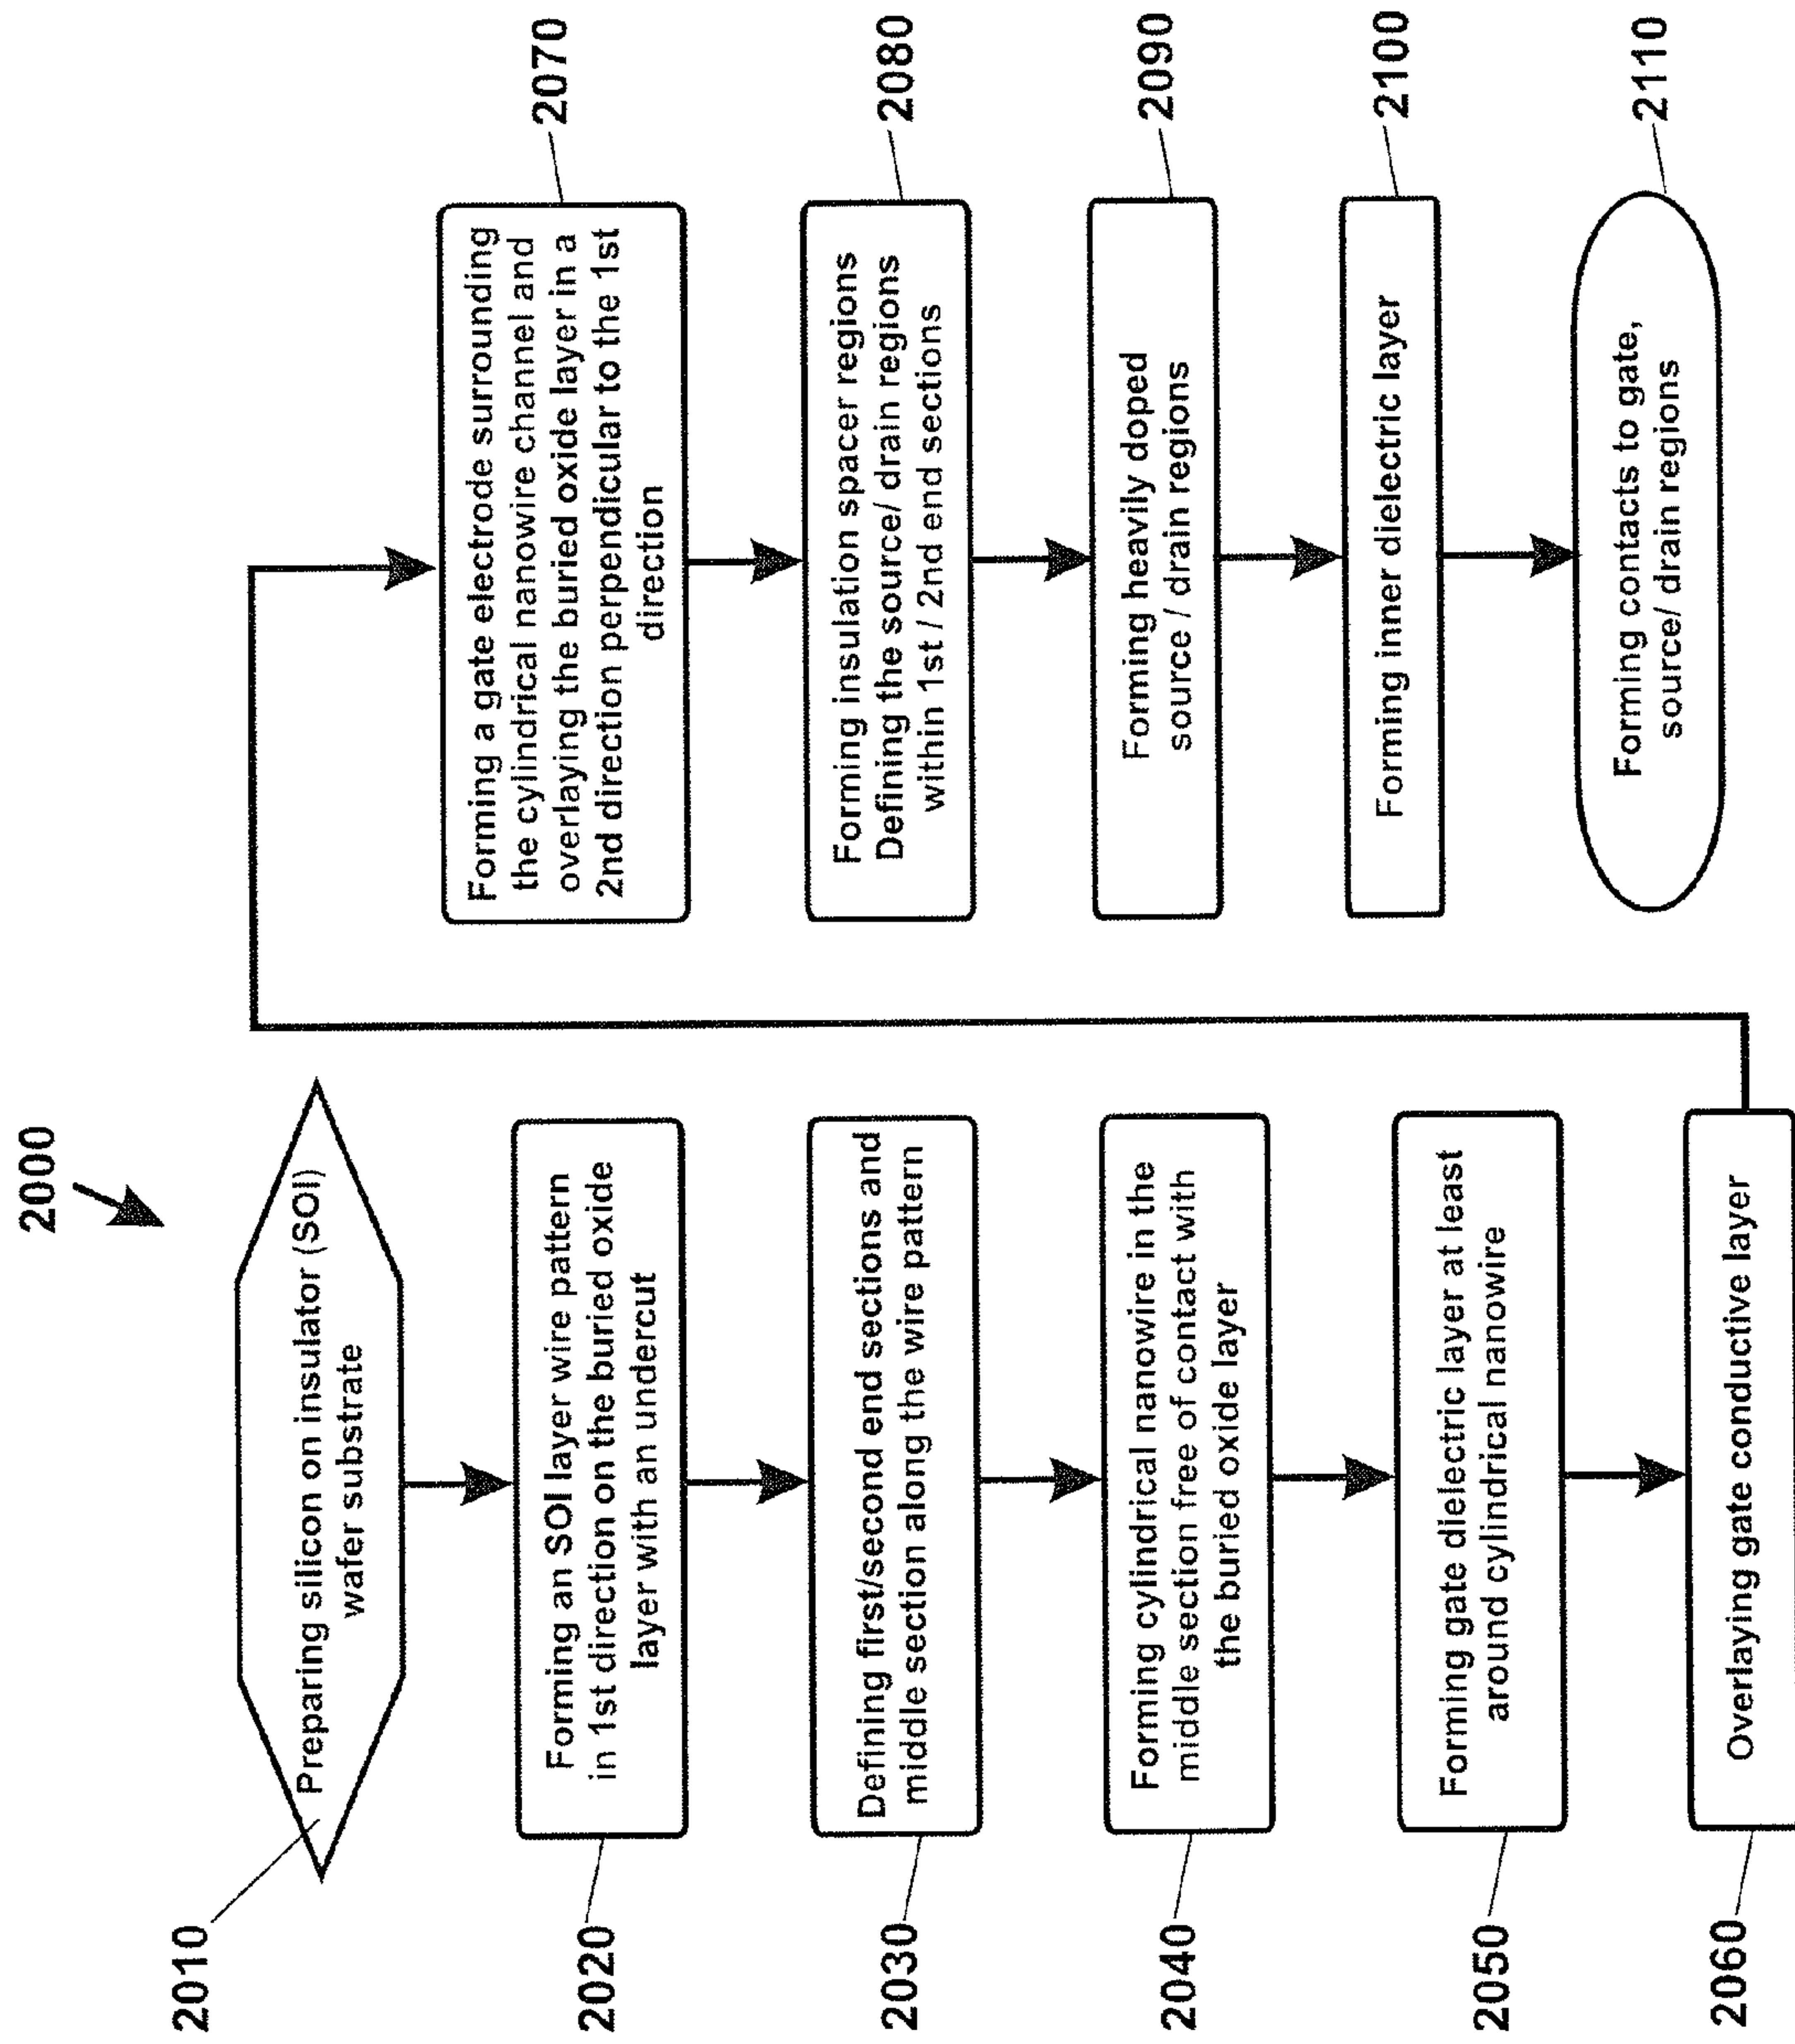 2000
2010
Preparing silicon on insulator (SOI)
wafer substrate
2020
Forming an SOI layer wire pattern
in 1st direction on the buried oxide
layer with an undercut
2030
Defining first/second end sections and
middle section along the wire pattern
2040
Forming cylindrical nanowire in the
middle section free of contact with
the buried oxide layer
2050
Forming gate dielectric layer at least
around cylindrical nanowire
2060
Overlaying gate conductive layer
Forming a gate electrode surrounding
the cylindrical nanowire channel and
overlaying the buried oxide layer in a
2nd direction perpendicular to the 1st
direction
2070
Forming insulation spacer regions
Defining the source/ drain regions
within 1st / 2nd end sections
2080
Forming heavily doped
source / drain regions
2090
Forming inner dielectric layer
2100
Forming contacts to gate,
source/ drain regions
2110